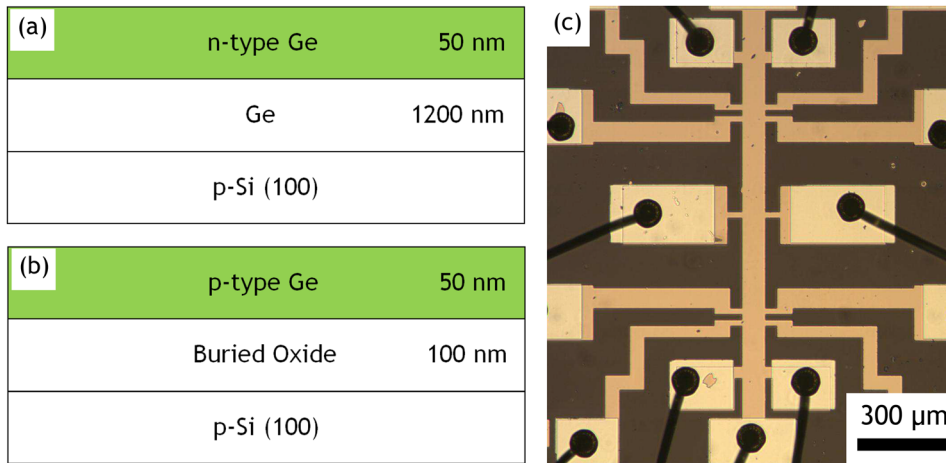 (a)
n-type Ge 50 nm
Ge 1200 nm
p-Si (100)
(b)
p-type Ge 50 nm
Buried Oxide 100 nm
p-Si (100)
(c)
300 μm